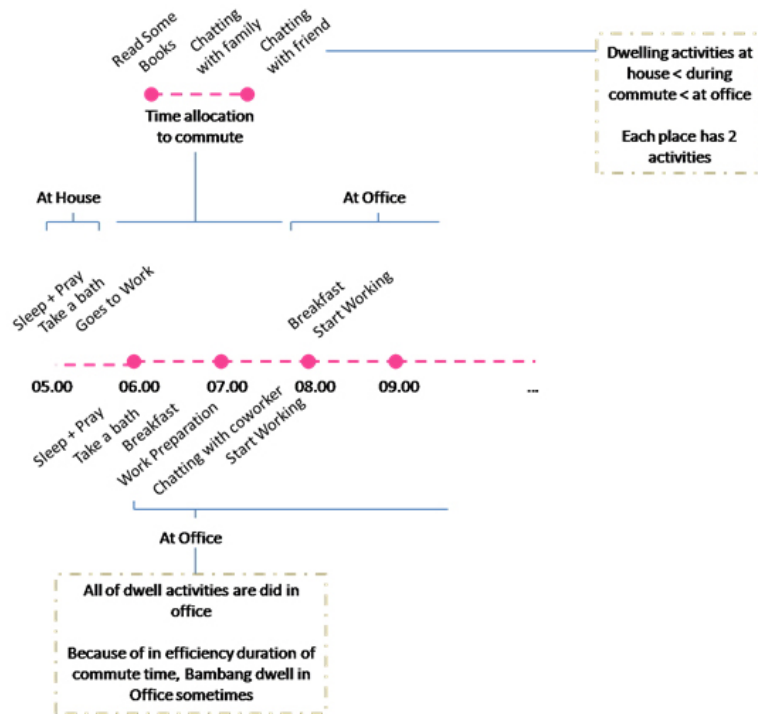 Read Some
Books
Chatting
with family
Chatting
with friend
Dwelling activities at
house < during
commute < at office
Each place has 2
activities
Time allocation
to commute
At House
At Office
Sleep + Pray
Take a bath
Goes to Work
Breakfast
Start Working
05.00
06.00
07.00
08.00
09.00
...
Sleep + Pray
Take a bath
Breakfast
Work Preparation
Chatting with coworker
Start Working
At Office
All of dwell activities are did in
office
Because of in efficiency duration of
commute time, Bambang dwell in
Office sometimes